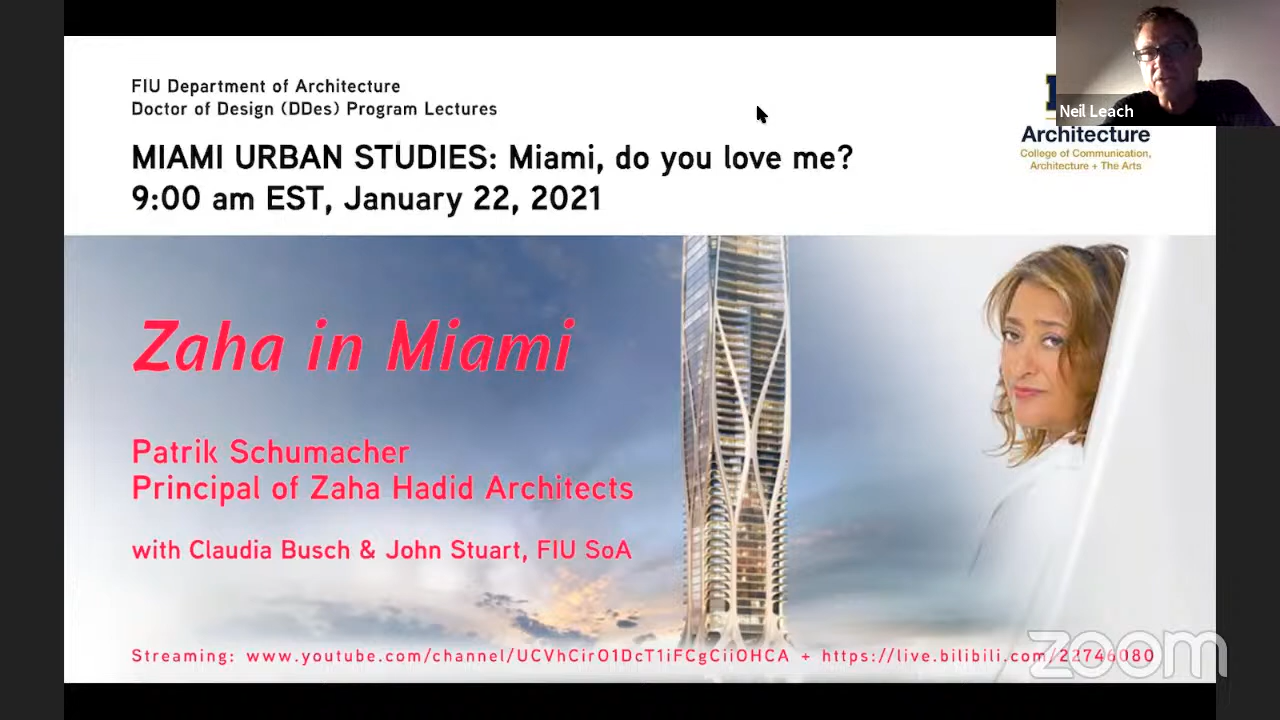 FIU Department of Architecture
Doctor of Design (DDes) Program Lectures
MIAMI URBAN STUDIES: Miami, do you love me?
9:00 am EST, January 22, 2021
Neil Leach
Architecture
College of Communication,
Architecture + The Arts
Zaha in Miami
Patrik Schumacher
Principal of Zaha Hadid Architects
with Claudia Busch & John Stuart, FIU SoA
Streaming: www.youtube.com/channel/UCVhCirO1DcT1iFCgCiiOHCA + https://live.bilibili.com/22746080
zoom